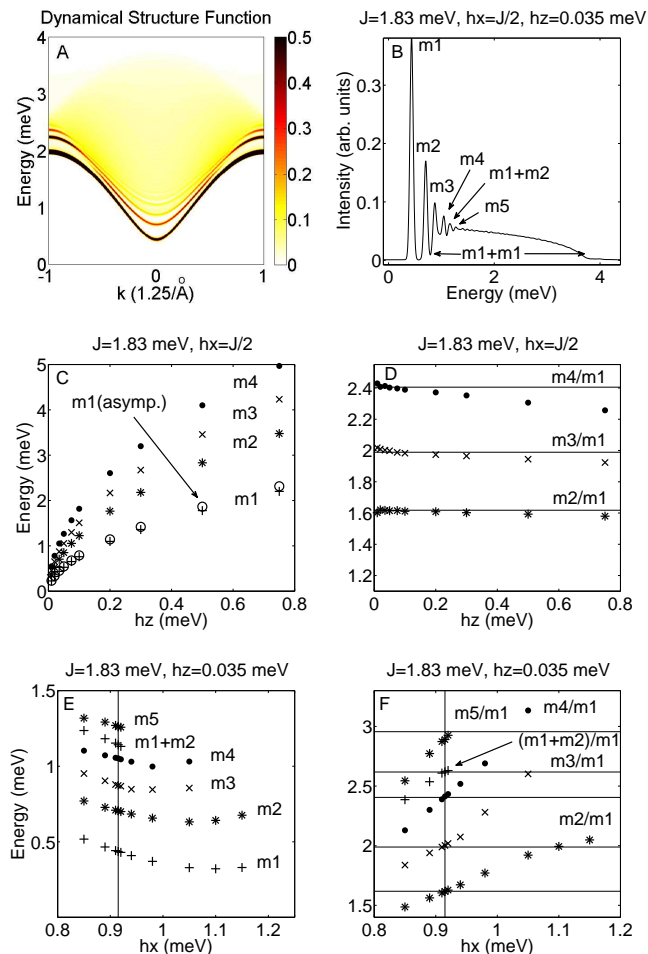 Dynamical Structure Function
A
Energy (meV)
4
3
2
1
0
-1
0
1
k (1.25/Å)
0.5
0.4
0.3
0.2
0.1
0
J=1.83 meV, hx=J/2, hz=0.035 meV
B
Intensity (arb. units)
0.3
0.2
0.1
0
m1
m2
m3
m4
m1+m2
m5
m1+m1
0
2
4
Energy (meV)
J=1.83 meV, hx=J/2
C
Energy (meV)
5
4
3
2
1
0
m4
m3
m2
m1
m1(asymp.)
0
0.2
0.4
0.6
0.8
hz (meV)
J=1.83 meV, hx=J/2
D
2.4
2.2
2
1.8
1.6
1.4
1.2
m4/m1
m3/m1
m2/m1
0
0.2
0.4
0.6
0.8
hz (meV)
J=1.83 meV, hz=0.035 meV
E
Energy (meV)
1.5
1
0.5
m5
m1+m2
m4
m3
m2
m1
0.8
0.9
1
1.1
1.2
hx (meV)
J=1.83 meV, hz=0.035 meV
F
3
2.5
2
1.5
m5/m1
m4/m1
(m1+m2)/m1
m3/m1
m2/m1
0.8
0.9
1
1.1
1.2
hx (meV)